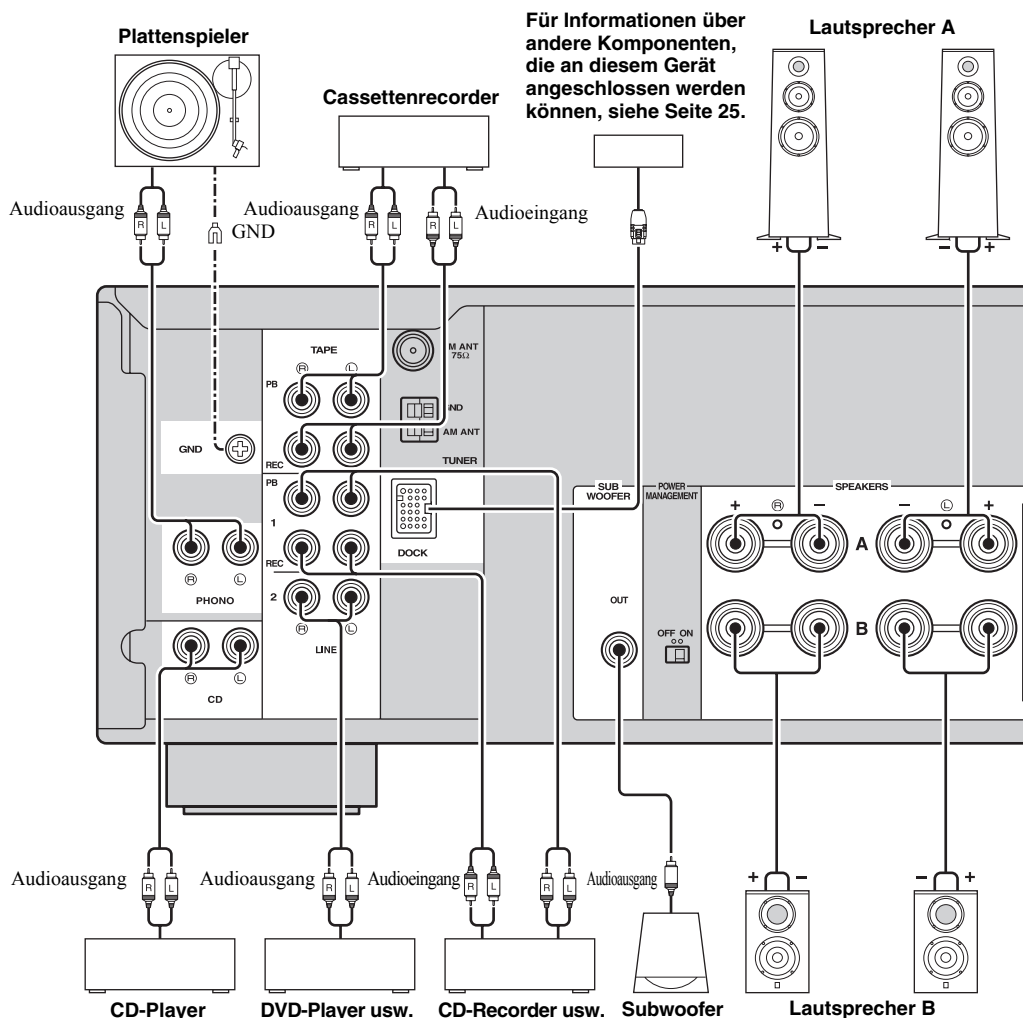 Plattenspieler
Cassettenrecorder
Für Informationen über
andere Komponenten,
die an diesem Gerät
angeschlossen werden
können, siehe Seite 25.
Lautsprecher A
Audioausgang
R L
GND
Audioausgang
R L
R L
Audioeingang
+ −
− +
TAPE
R L
PB
REC
M ANT
75Ω
GND
AM ANT
TUNER
GND
PB
1
REC
2
R L
LINE
DOCK
R L
PHONO
R L
CD
SUB
WOOFER
OUT
POWER
MANAGEMENT
OFF ON
SPEAKERS
+ R −
− L +
A
B
Audioausgang
R L
Audioausgang
R L
Audioeingang
R L
R L
Audioausgang
+ −
− +
CD-Player
DVD-Player usw.
CD-Recorder usw.
Subwoofer
Lautsprecher B